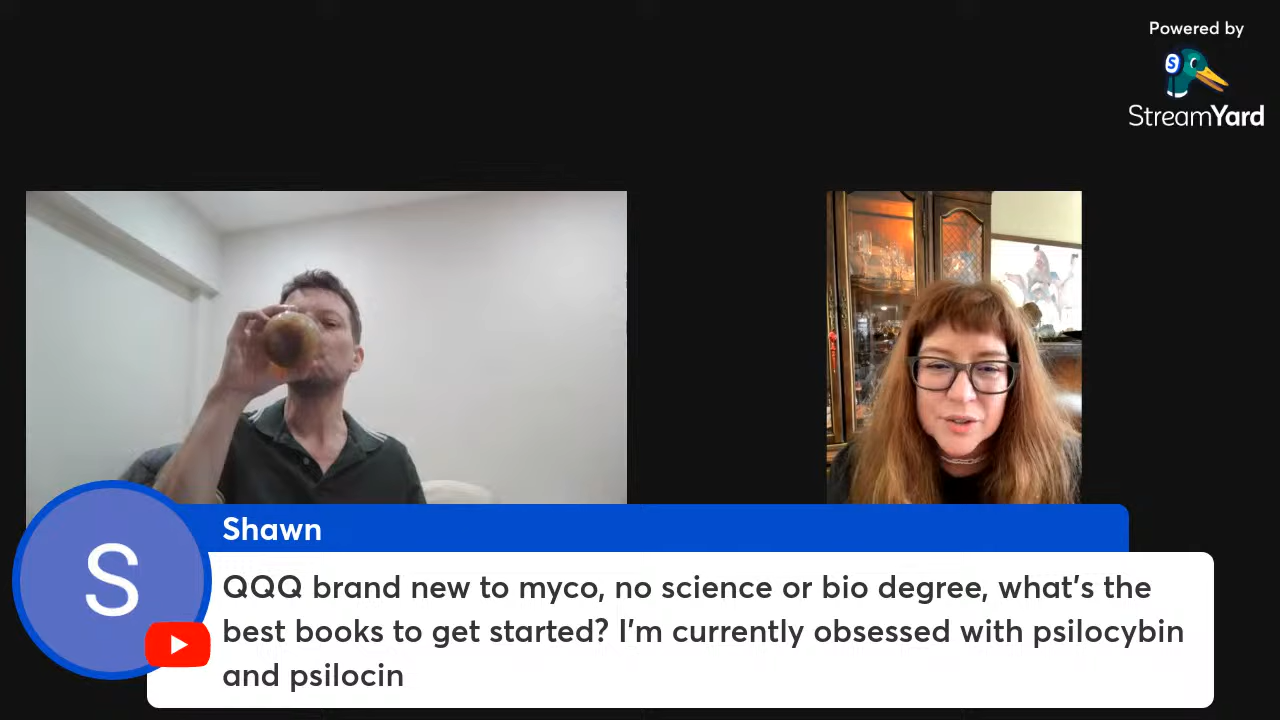 Powered by
S
StreamYard
Shawn
S
QQQ brand new to myco, no science or bio degree, what's the
best books to get started? I'm currently obsessed with psilocybin
and psilocin